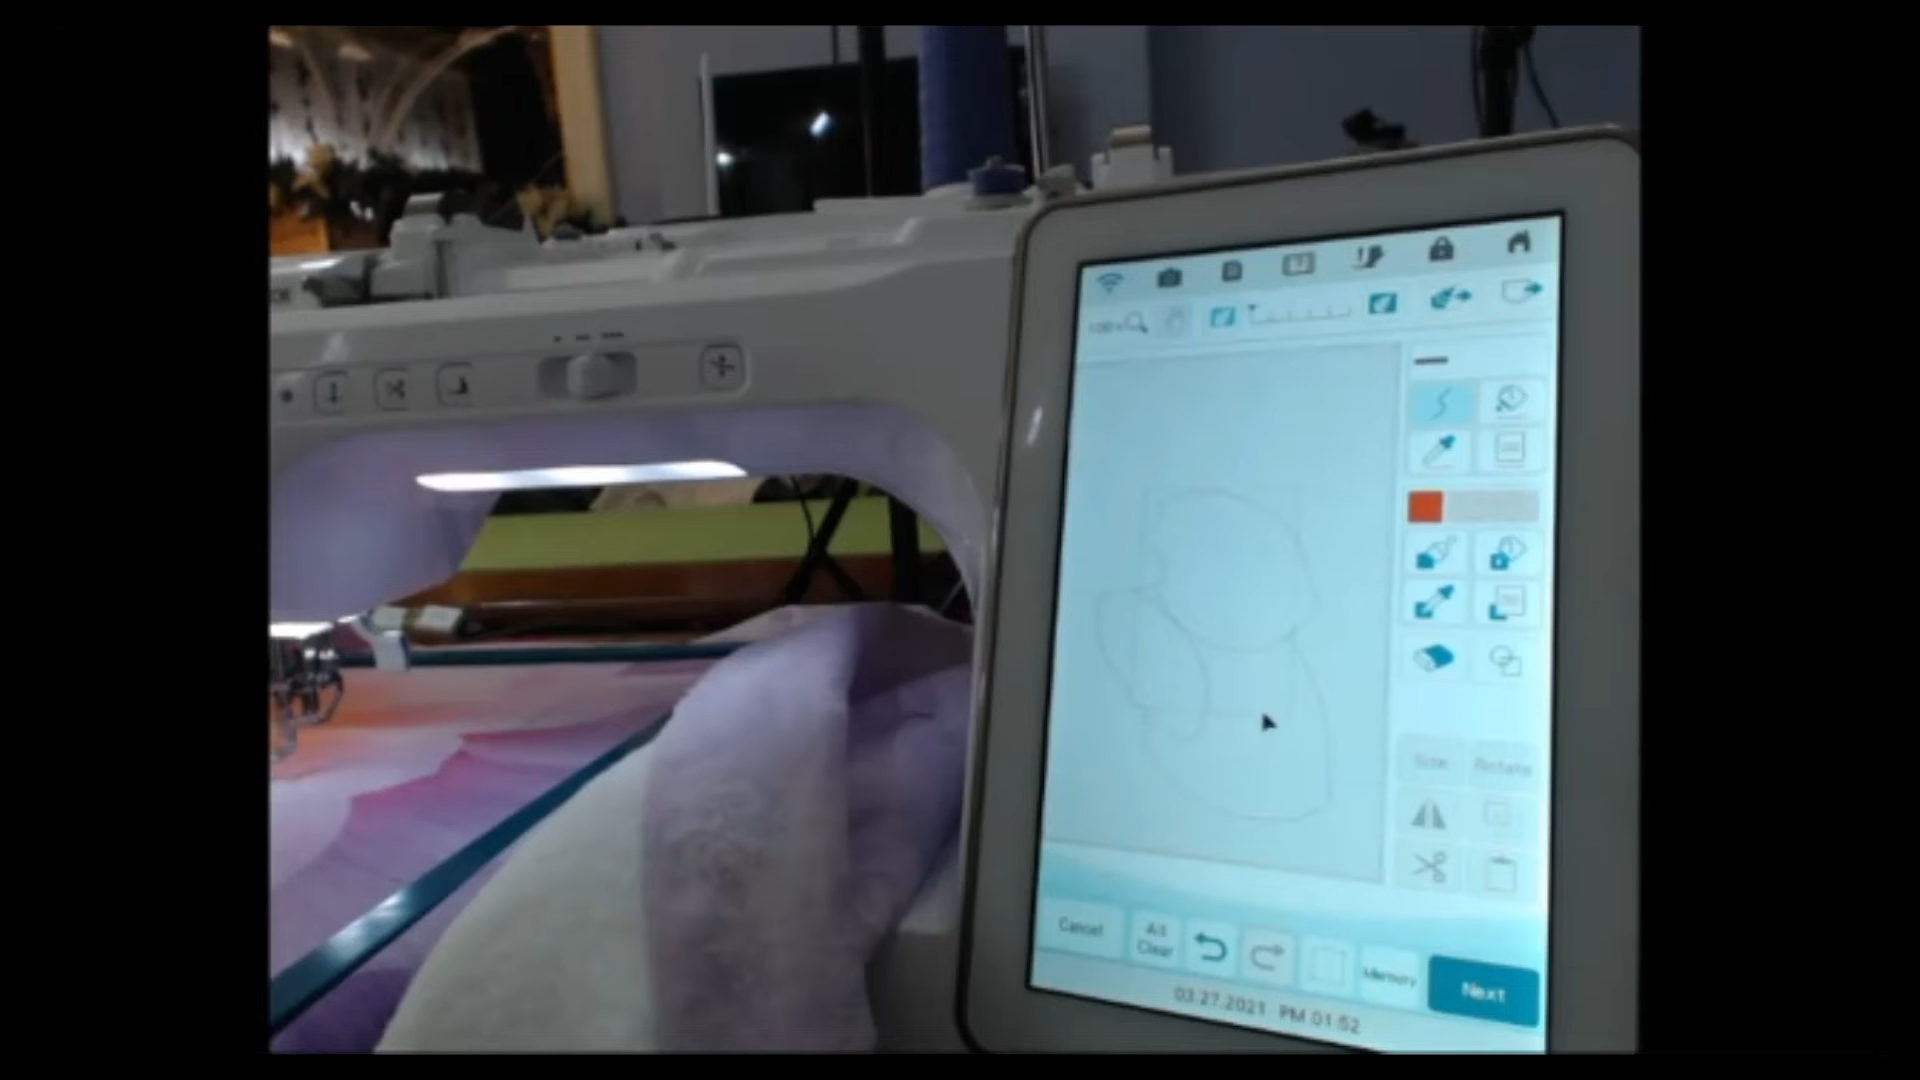 Size Rotate
Cancel
All
Clear
Memory
Next
03.27.2021 PM 01:52